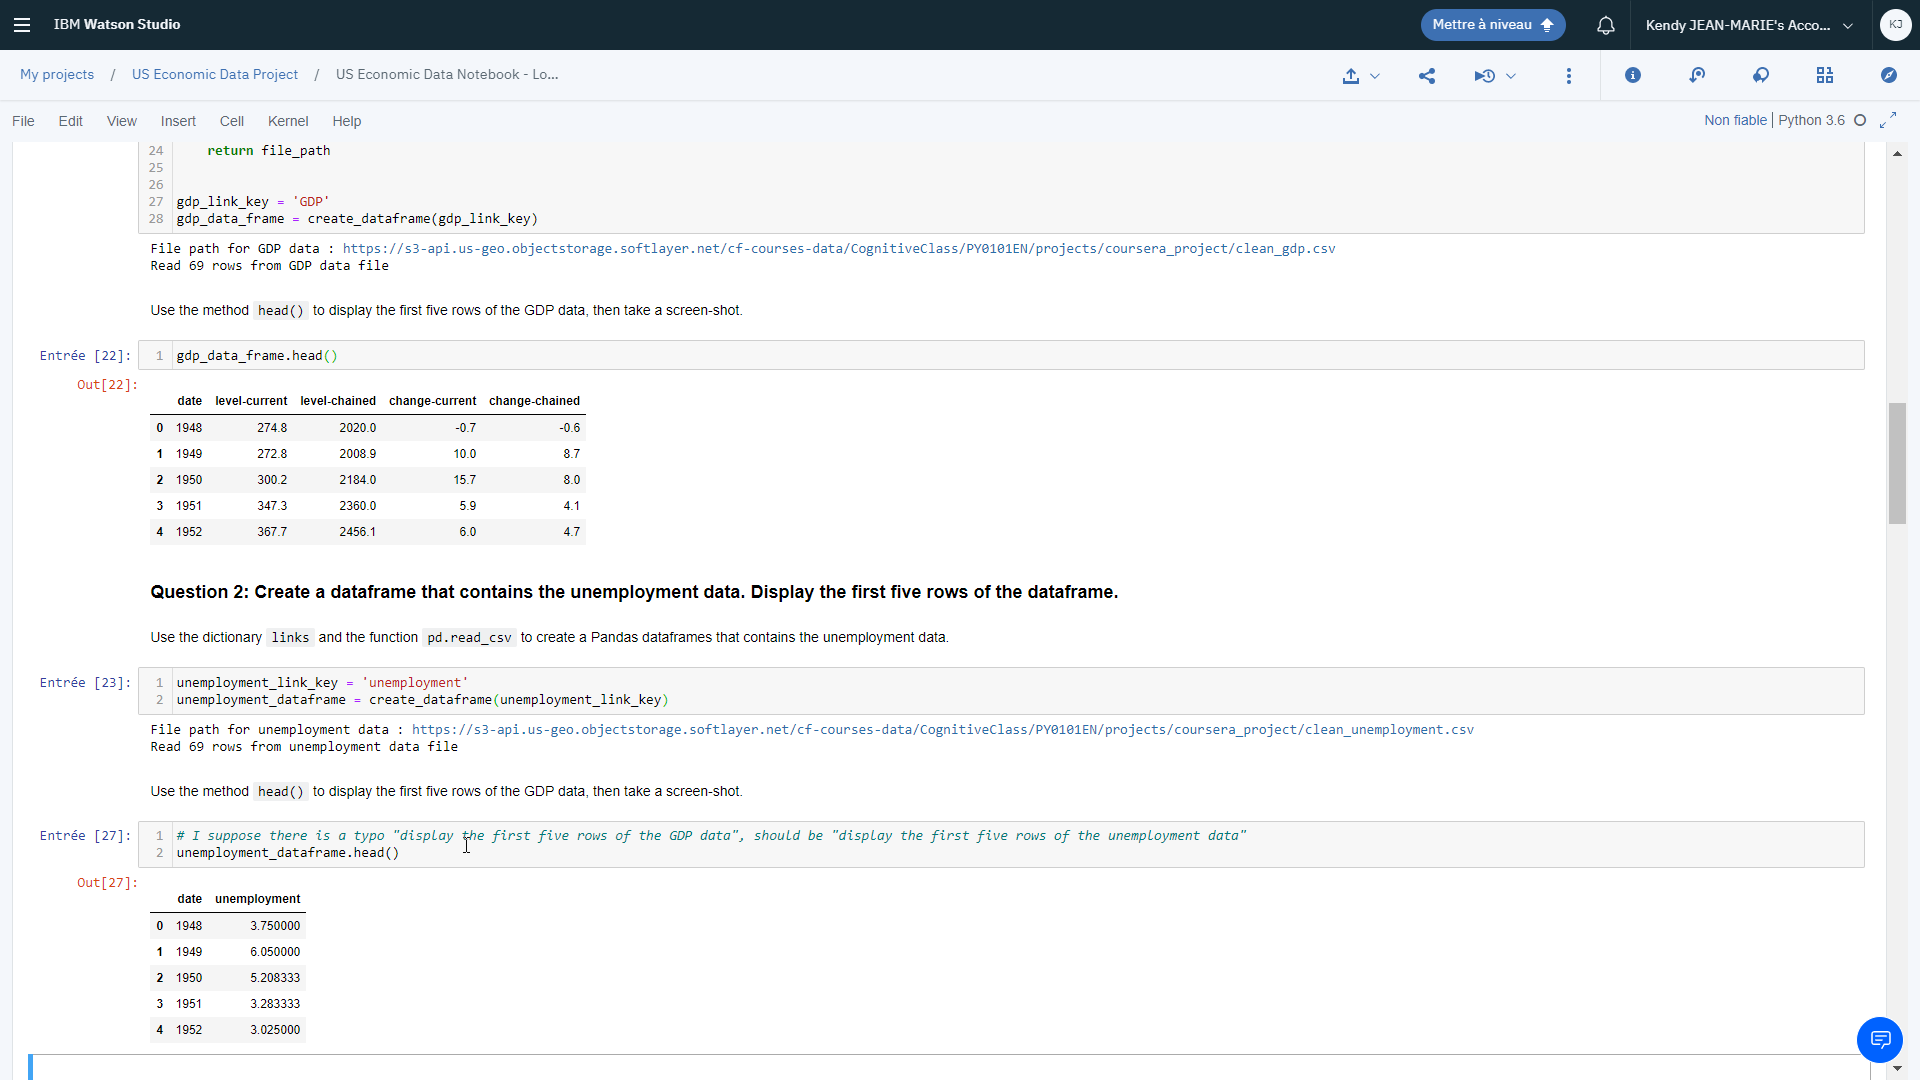 IBM Watson Studio
Mettre à niveau
Kendy JEAN-MARIE's Acco...
KJ
My projects / US Economic Data Project / US Economic Data Notebook - Lo...
File Edit View Insert Cell Kernel Help
Non fiable | Python 3.6
24 return file_path
25
26
27 gdp_link_key = 'GDP'
28 gdp_data_frame = create_dataframe(gdp_link_key)
File path for GDP data : https://s3-api.us-geo.objectstorage.softlayer.net/cf-courses-data/CognitiveClass/PY0101EN/projects/coursera_project/clean_gdp.csv
Read 69 rows from GDP data file
Use the method head() to display the first five rows of the GDP data, then take a screen-shot.
Entrée [22]: 1 gdp_data_frame.head()
Out[22]:
date level-current level-chained change-current change-chained
0 1948 274.8 2020.0 -0.7 -0.6
1 1949 272.8 2008.9 10.0 8.7
2 1950 300.2 2184.0 15.7 8.0
3 1951 347.3 2360.0 5.9 4.1
4 1952 367.7 2456.1 6.0 4.7
Question 2: Create a dataframe that contains the unemployment data. Display the first five rows of the dataframe.
Use the dictionary links and the function pd.read_csv to create a Pandas dataframes that contains the unemployment data.
Entrée [23]: 1 unemployment_link_key = 'unemployment'
2 unemployment_dataframe = create_dataframe(unemployment_link_key)
File path for unemployment data : https://s3-api.us-geo.objectstorage.softlayer.net/cf-courses-data/CognitiveClass/PY0101EN/projects/coursera_project/clean_unemployment.csv
Read 69 rows from unemployment data file
Use the method head() to display the first five rows of the GDP data, then take a screen-shot.
Entrée [27]: 1 # I suppose there is a typo "display the first five rows of the GDP data", should be "display the first five rows of the unemployment data"
2 unemployment_dataframe.head()
Out[27]:
date unemployment
0 1948 3.750000
1 1949 6.050000
2 1950 5.208333
3 1951 3.283333
4 1952 3.025000